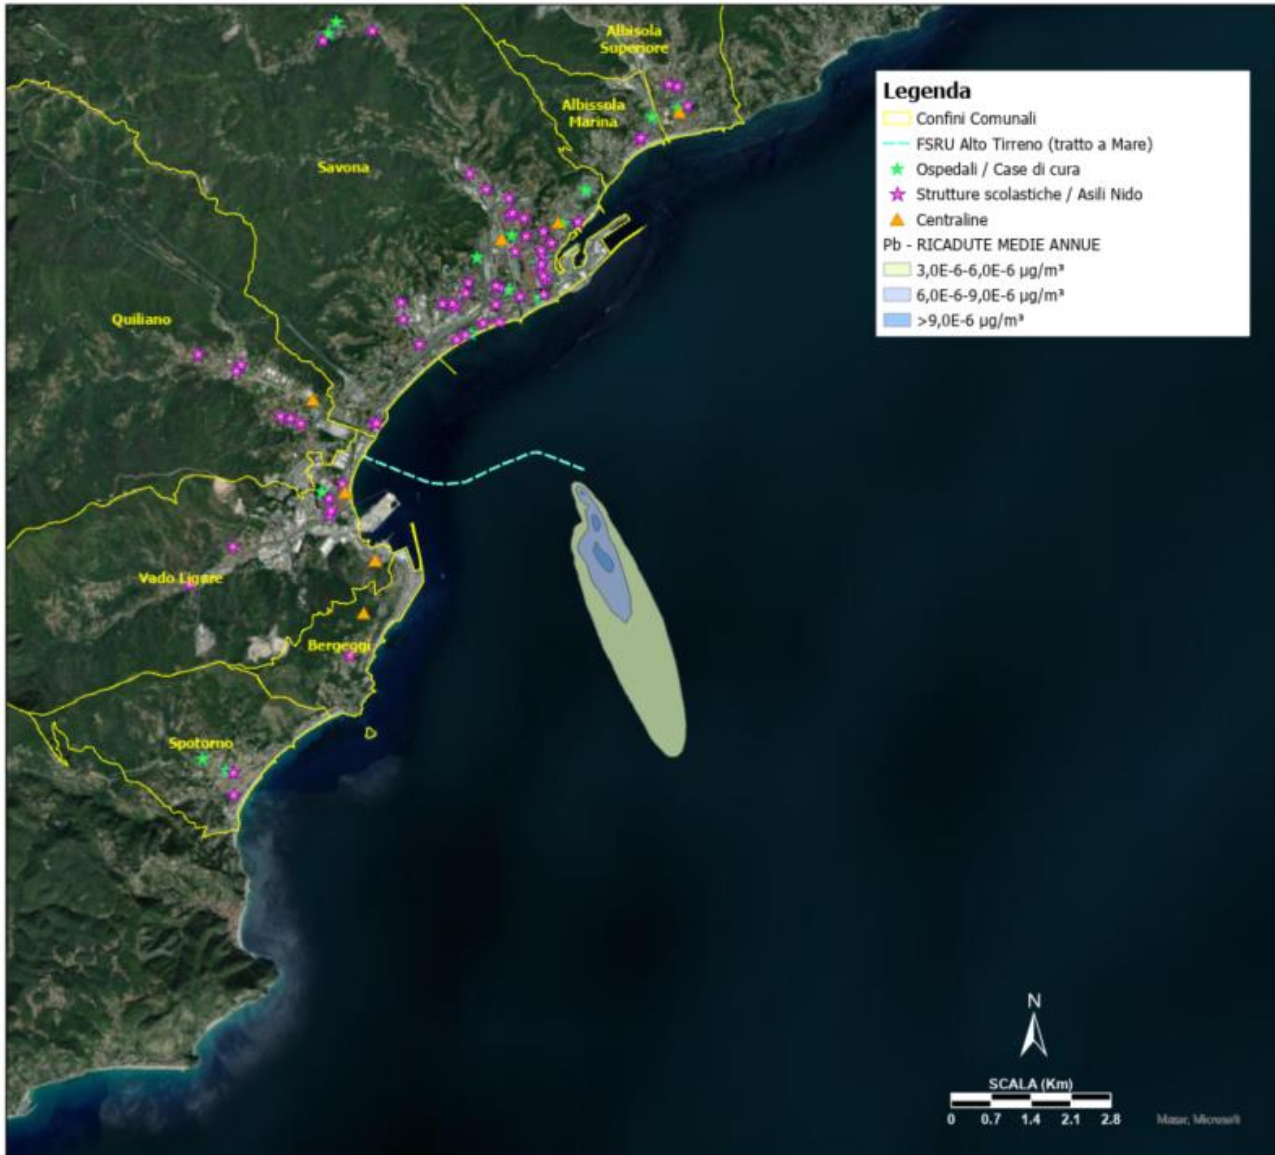 Albisola
Superiore
Albissola
Marina
Savona
Quiliano
Vado Ligure
Bergeggi
Spotorno
Legenda
Confini Comunali
FSRU Alto Tirreno (tratto a Mare)
Ospedali / Case di cura
Strutture scolastiche / Asili Nido
Centraline
Pb - RICADUTE MEDIE ANNUE
3,0E-6-6,0E-6 µg/m³
6,0E-6-9,0E-6 µg/m³
>9,0E-6 µg/m³
N
SCALA (Km)
0 0.7 1.4 2.1 2.8
Maxar, Microsoft